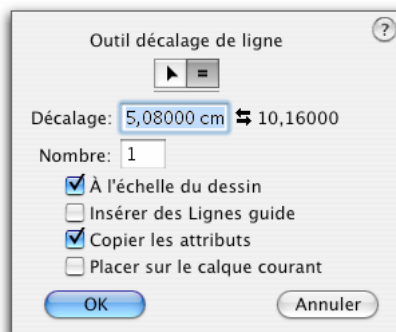 ?
Outil décalage de ligne
Décalage: 5,08000 cm 10,16000
Nombre: 1
À l'échelle du dessin
Insérer des Lignes guide
Copier les attributs
Placer sur le calque courant
OK Annuler